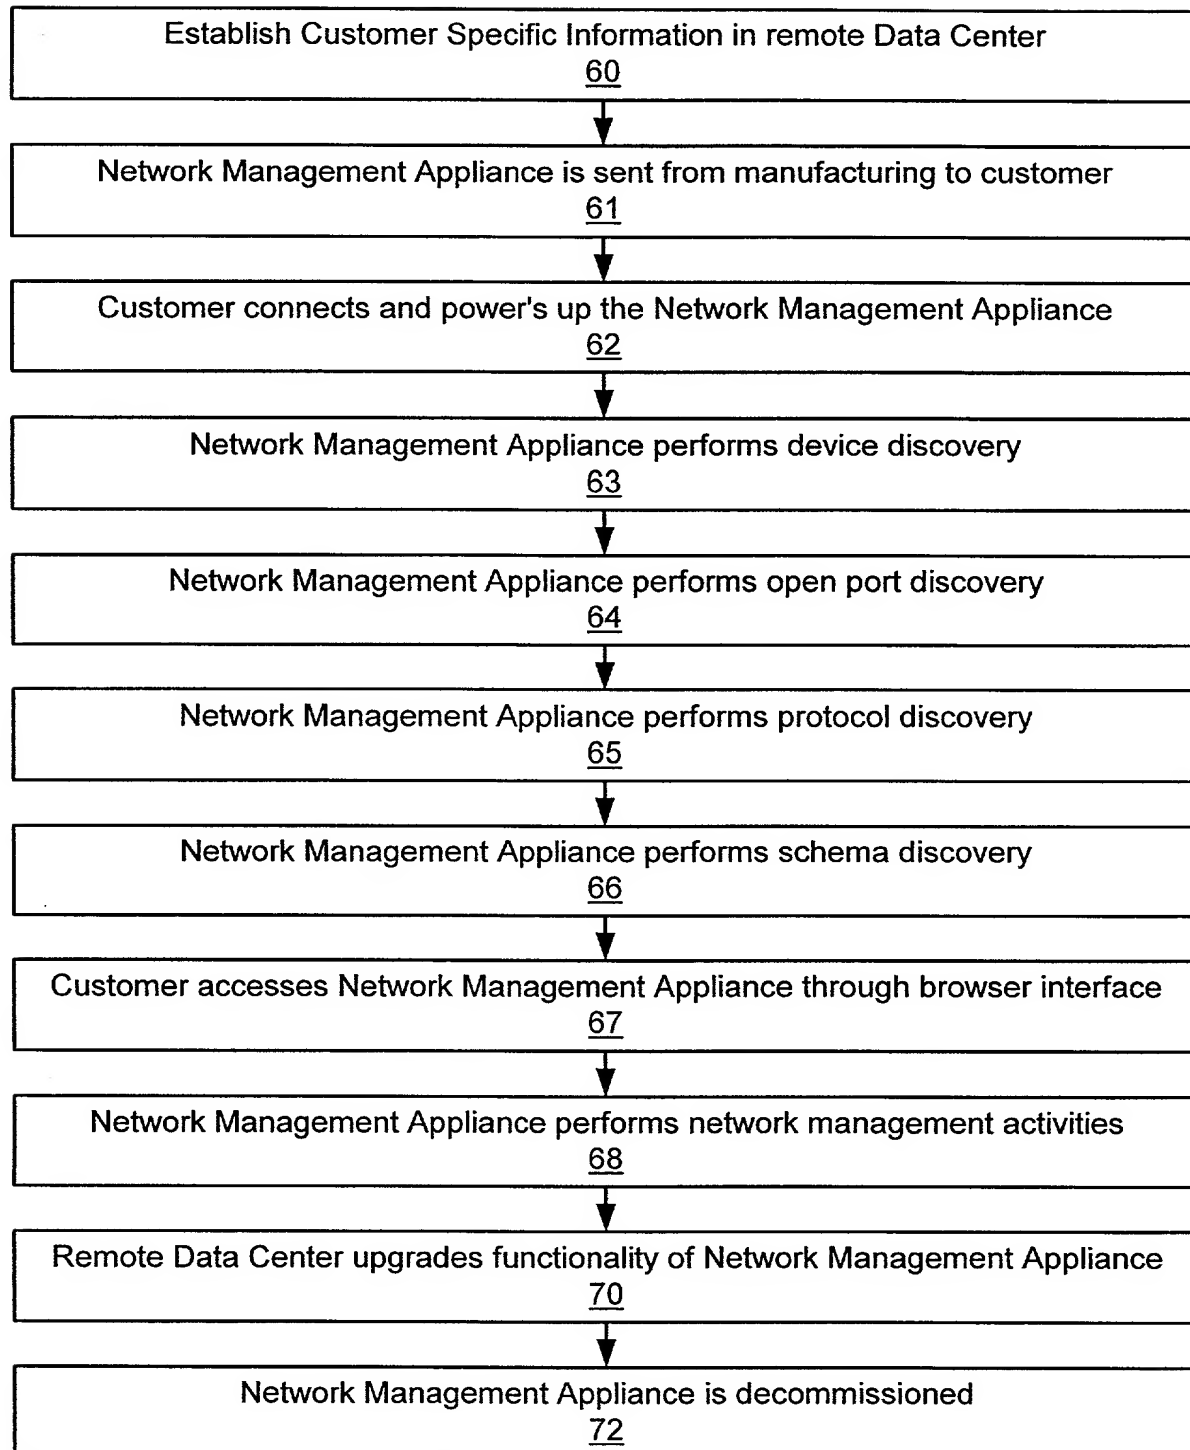 Establish Customer Specific Information in remote Data Center
60
Network Management Appliance is sent from manufacturing to customer
61
Customer connects and power's up the Network Management Appliance
62
Network Management Appliance performs device discovery
63
Network Management Appliance performs open port discovery
64
Network Management Appliance performs protocol discovery
65
Network Management Appliance performs schema discovery
66
Customer accesses Network Management Appliance through browser interface
67
Network Management Appliance performs network management activities
68
Remote Data Center upgrades functionality of Network Management Appliance
70
Network Management Appliance is decommissioned
72